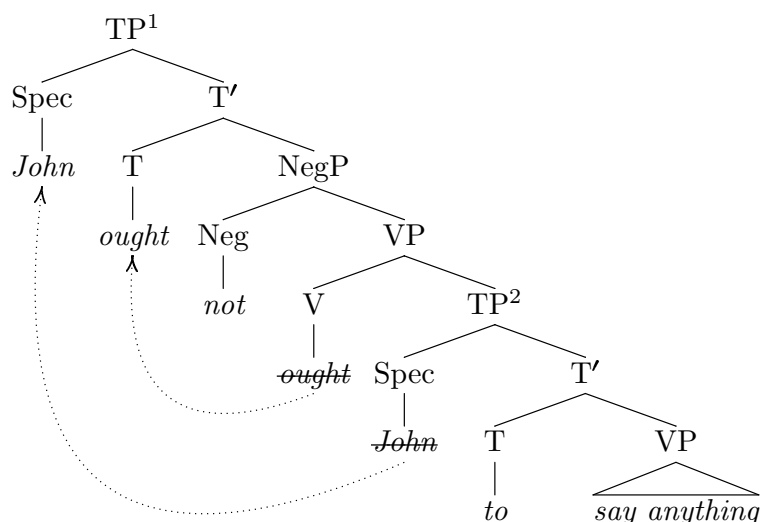 TP¹
Spec T′
John T NegP
ought Neg VP
not V TP²
ought Spec T′
John T VP
to say anything